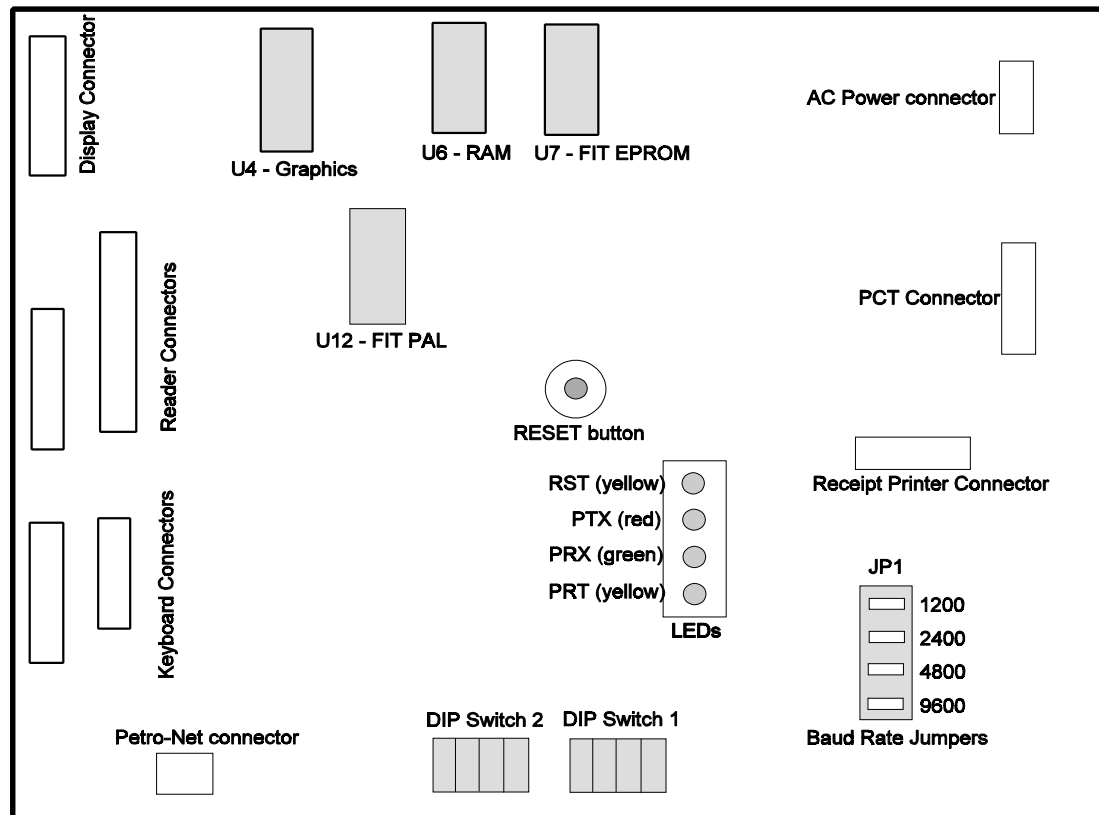 Display Connector
U4 - Graphics
U6 - RAM
U7 - FIT EPROM
AC Power connector
Reader Connectors
U12 - FIT PAL
PCT Connector
RESET button
Receipt Printer Connector
RST (yellow)
PTX (red)
PRX (green)
PRT (yellow)
LEDs
Keyboard Connectors
JP1
1200
2400
4800
9600
Baud Rate Jumpers
Petro-Net connector
DIP Switch 2
DIP Switch 1